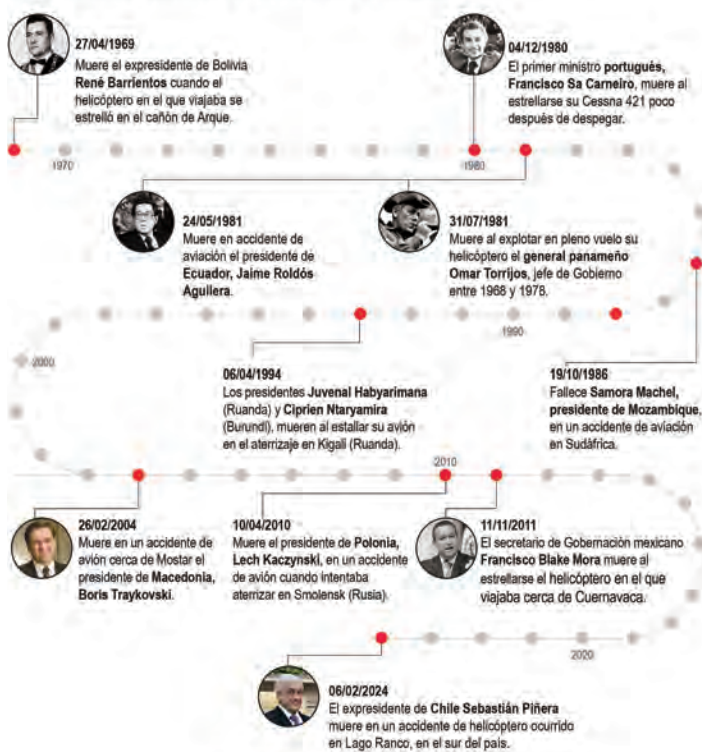 27/04/1969
Muere el expresidente de Bolivia
René Barrientos cuando el
helicóptero en el que viajaba se
estrelló en el cañón de Arque.
04/12/1980
El primer ministro portugués,
Francisco Sa Carneiro, muere al
estrellarse su Cessna 421 poco
después de despegar.
1970
1980
24/05/1981
Muere en accidente de
aviación el presidente de
Ecuador, Jaime Roldós
Aguilera.
31/07/1981
Muere al explotar en pleno vuelo su
helicóptero el general panameño
Omar Torrijos, jefe de Gobierno
entre 1968 y 1978.
1990
2000
06/04/1994
Los presidentes Juvenal Habyarimana
(Ruanda) y Ciprien Ntaryamira
(Burundi), mueren al estallar su avión
en el aterrizaje en Kigali (Ruanda).
19/10/1986
Fallece Samora Machel,
presidente de Mozambique,
en un accidente de aviación
en Sudáfrica.
2010
26/02/2004
Muere en un accidente de
avión cerca de Mostar el
presidente de Macedonia,
Boris Traykovski.
10/04/2010
Muere el presidente de Polonia,
Lech Kaczynski, en un accidente
de avión cuando intentaba
aterrizar en Smolensk (Rusia).
11/11/2011
El secretario de Gobernación mexicano
Francisco Blake Mora muere al
estrellarse el helicóptero en el que
viajaba cerca de Cuernavaca.
2020
06/02/2024
El expresidente de Chile Sebastián Piñera
muere en un accidente de helicóptero ocurrido
en Lago Ranco, en el sur del país.